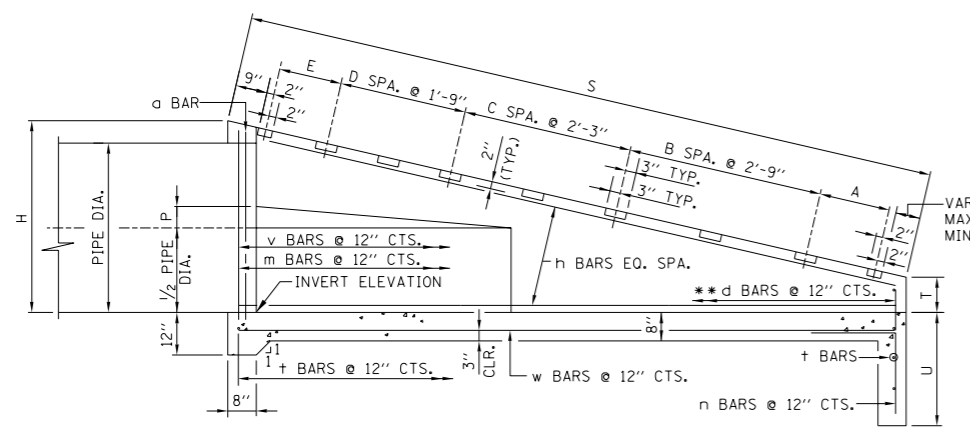 S
E
D SPA. @ 1'-9"
C SPA. @ 2'-3"
B SPA. @ 2'-9"
A
9"
2"
2"
a BAR
2"
(TYP.)
3" TYP.
3" TYP.
VAR
MAX
MIN
2"
2"
H
PIPE DIA.
P
1/2 PIPE
DIA.
v BARS @ 12" CTS.
m BARS @ 12" CTS.
INVERT ELEVATION
h BARS EQ. SPA.
**d BARS @ 12" CTS.
T
12"
1
1
3"
CLR.
8"
t BARS
U
t BARS @ 12" CTS.
w BARS @ 12" CTS.
n BARS @ 12" CTS.
8"